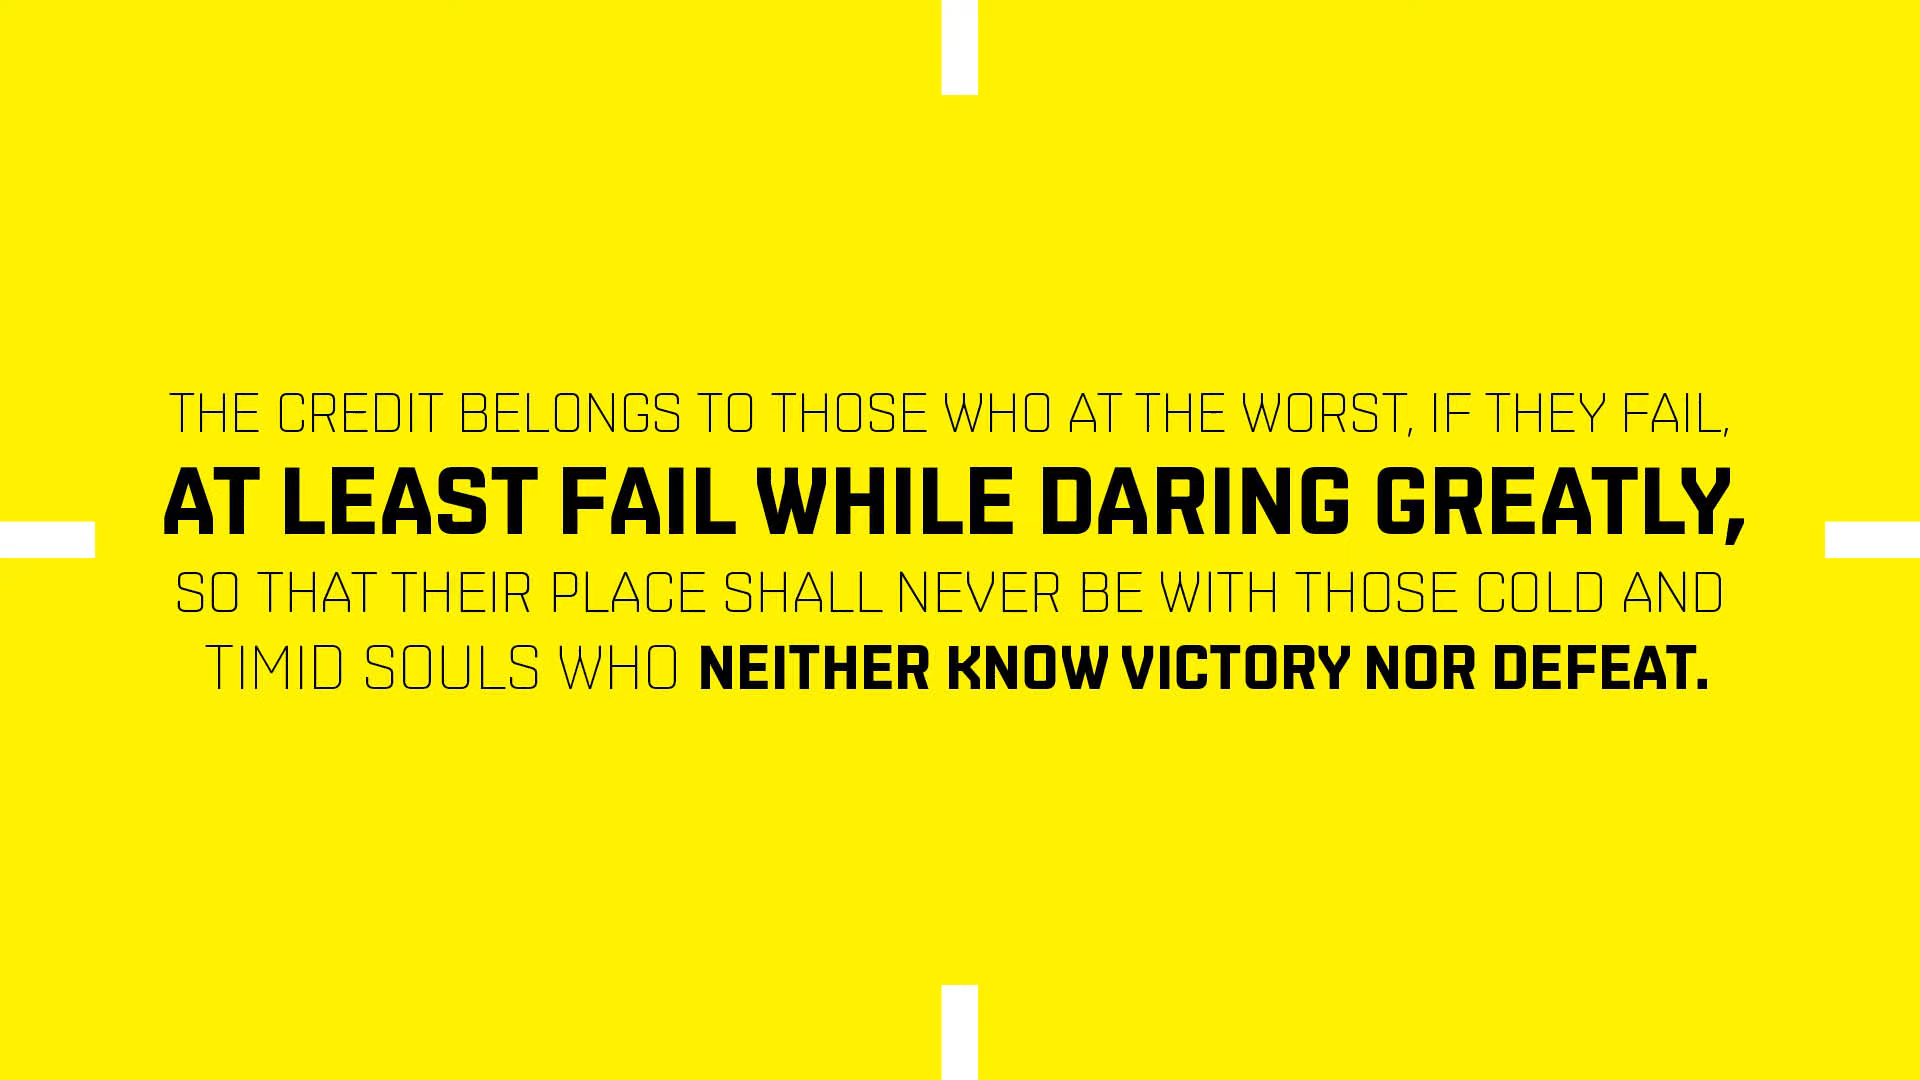 THE CREDIT BELONGS TO THOSE WHO AT THE WORST, IF THEY FAIL,
AT LEAST FAIL WHILE DARING GREATLY,
SO THAT THEIR PLACE SHALL NEVER BE WITH THOSE COLD AND
TIMID SOULS WHO NEITHER KNOW VICTORY NOR DEFEAT.